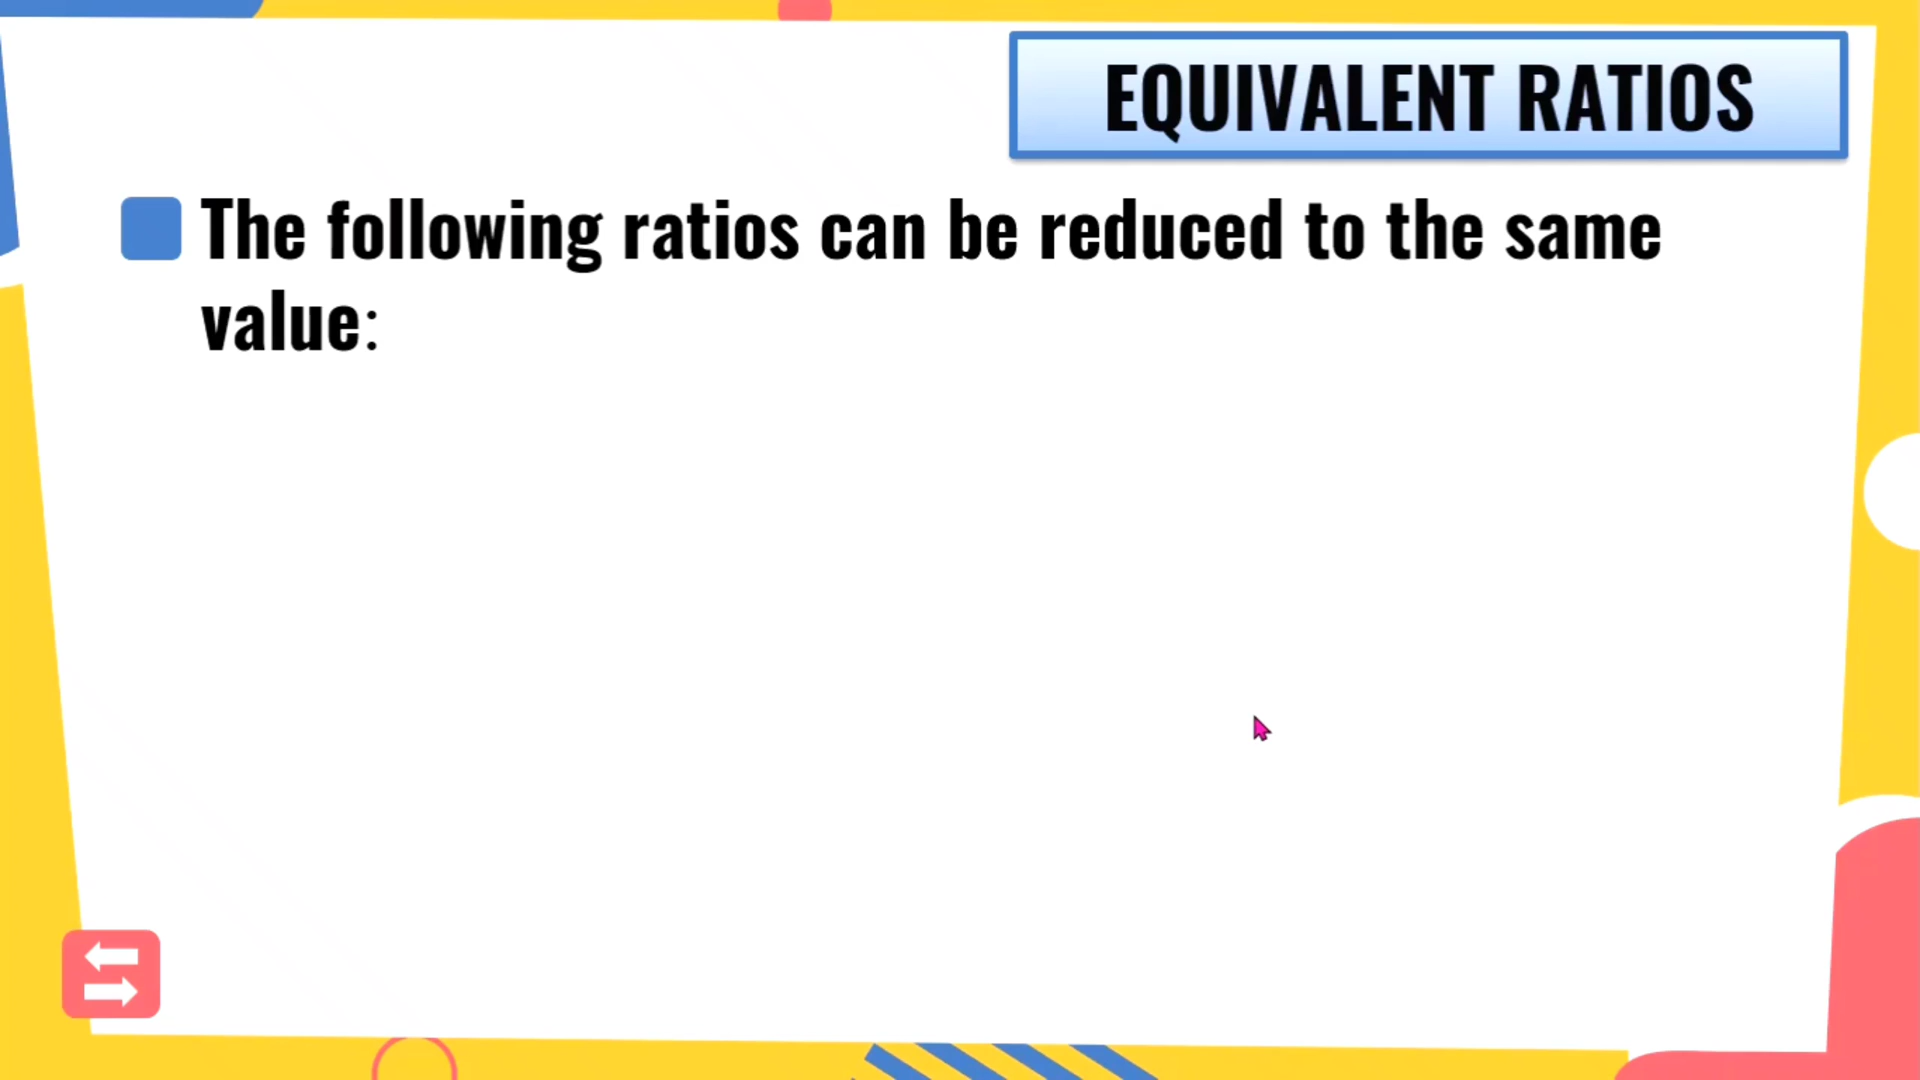 EQUIVALENT RATIOS
The following ratios can be reduced to the same
value: